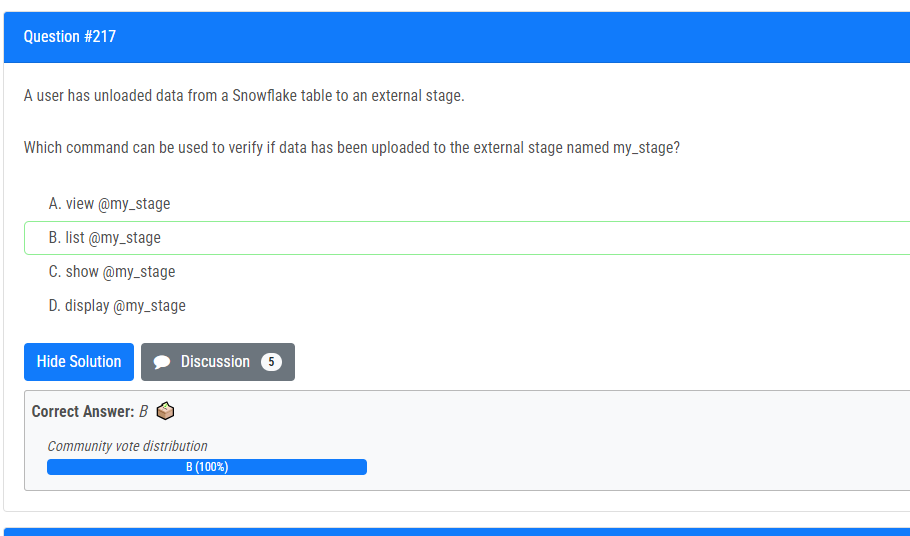 Question #217
A user has unloaded data from a Snowflake table to an external stage.
Which command can be used to verify if data has been uploaded to the external stage named my_stage?
A. view @my_stage
B. list @my_stage
C. show @my_stage
D. display @my_stage
Hide Solution Discussion 5
Correct Answer: B
Community vote distribution
B (100%)